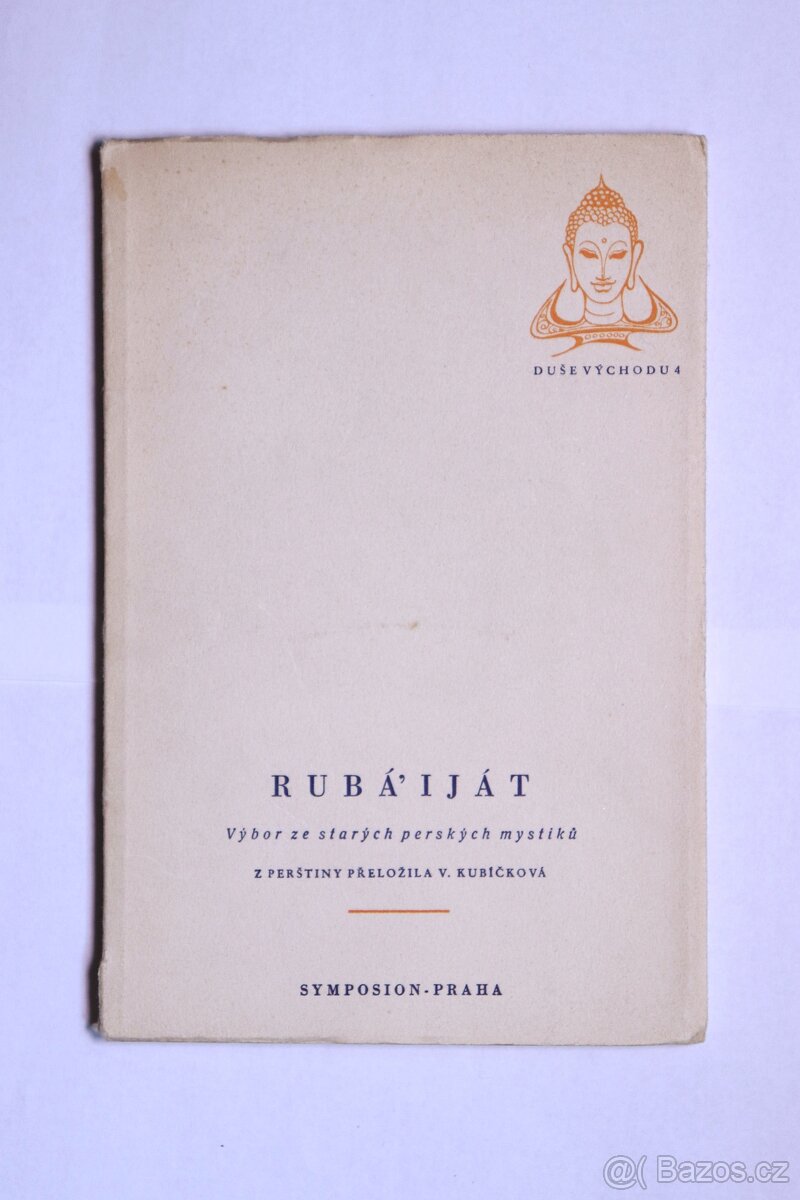 DUŠE VÝCHODU 4
RUBÁ’IJÁT
Výbor ze starých perských mystiků
Z PERŠTINY PŘELOŽILA V. KUBÍČKOVÁ
SYMPOSION-PRAHA
@( Bazos.cz